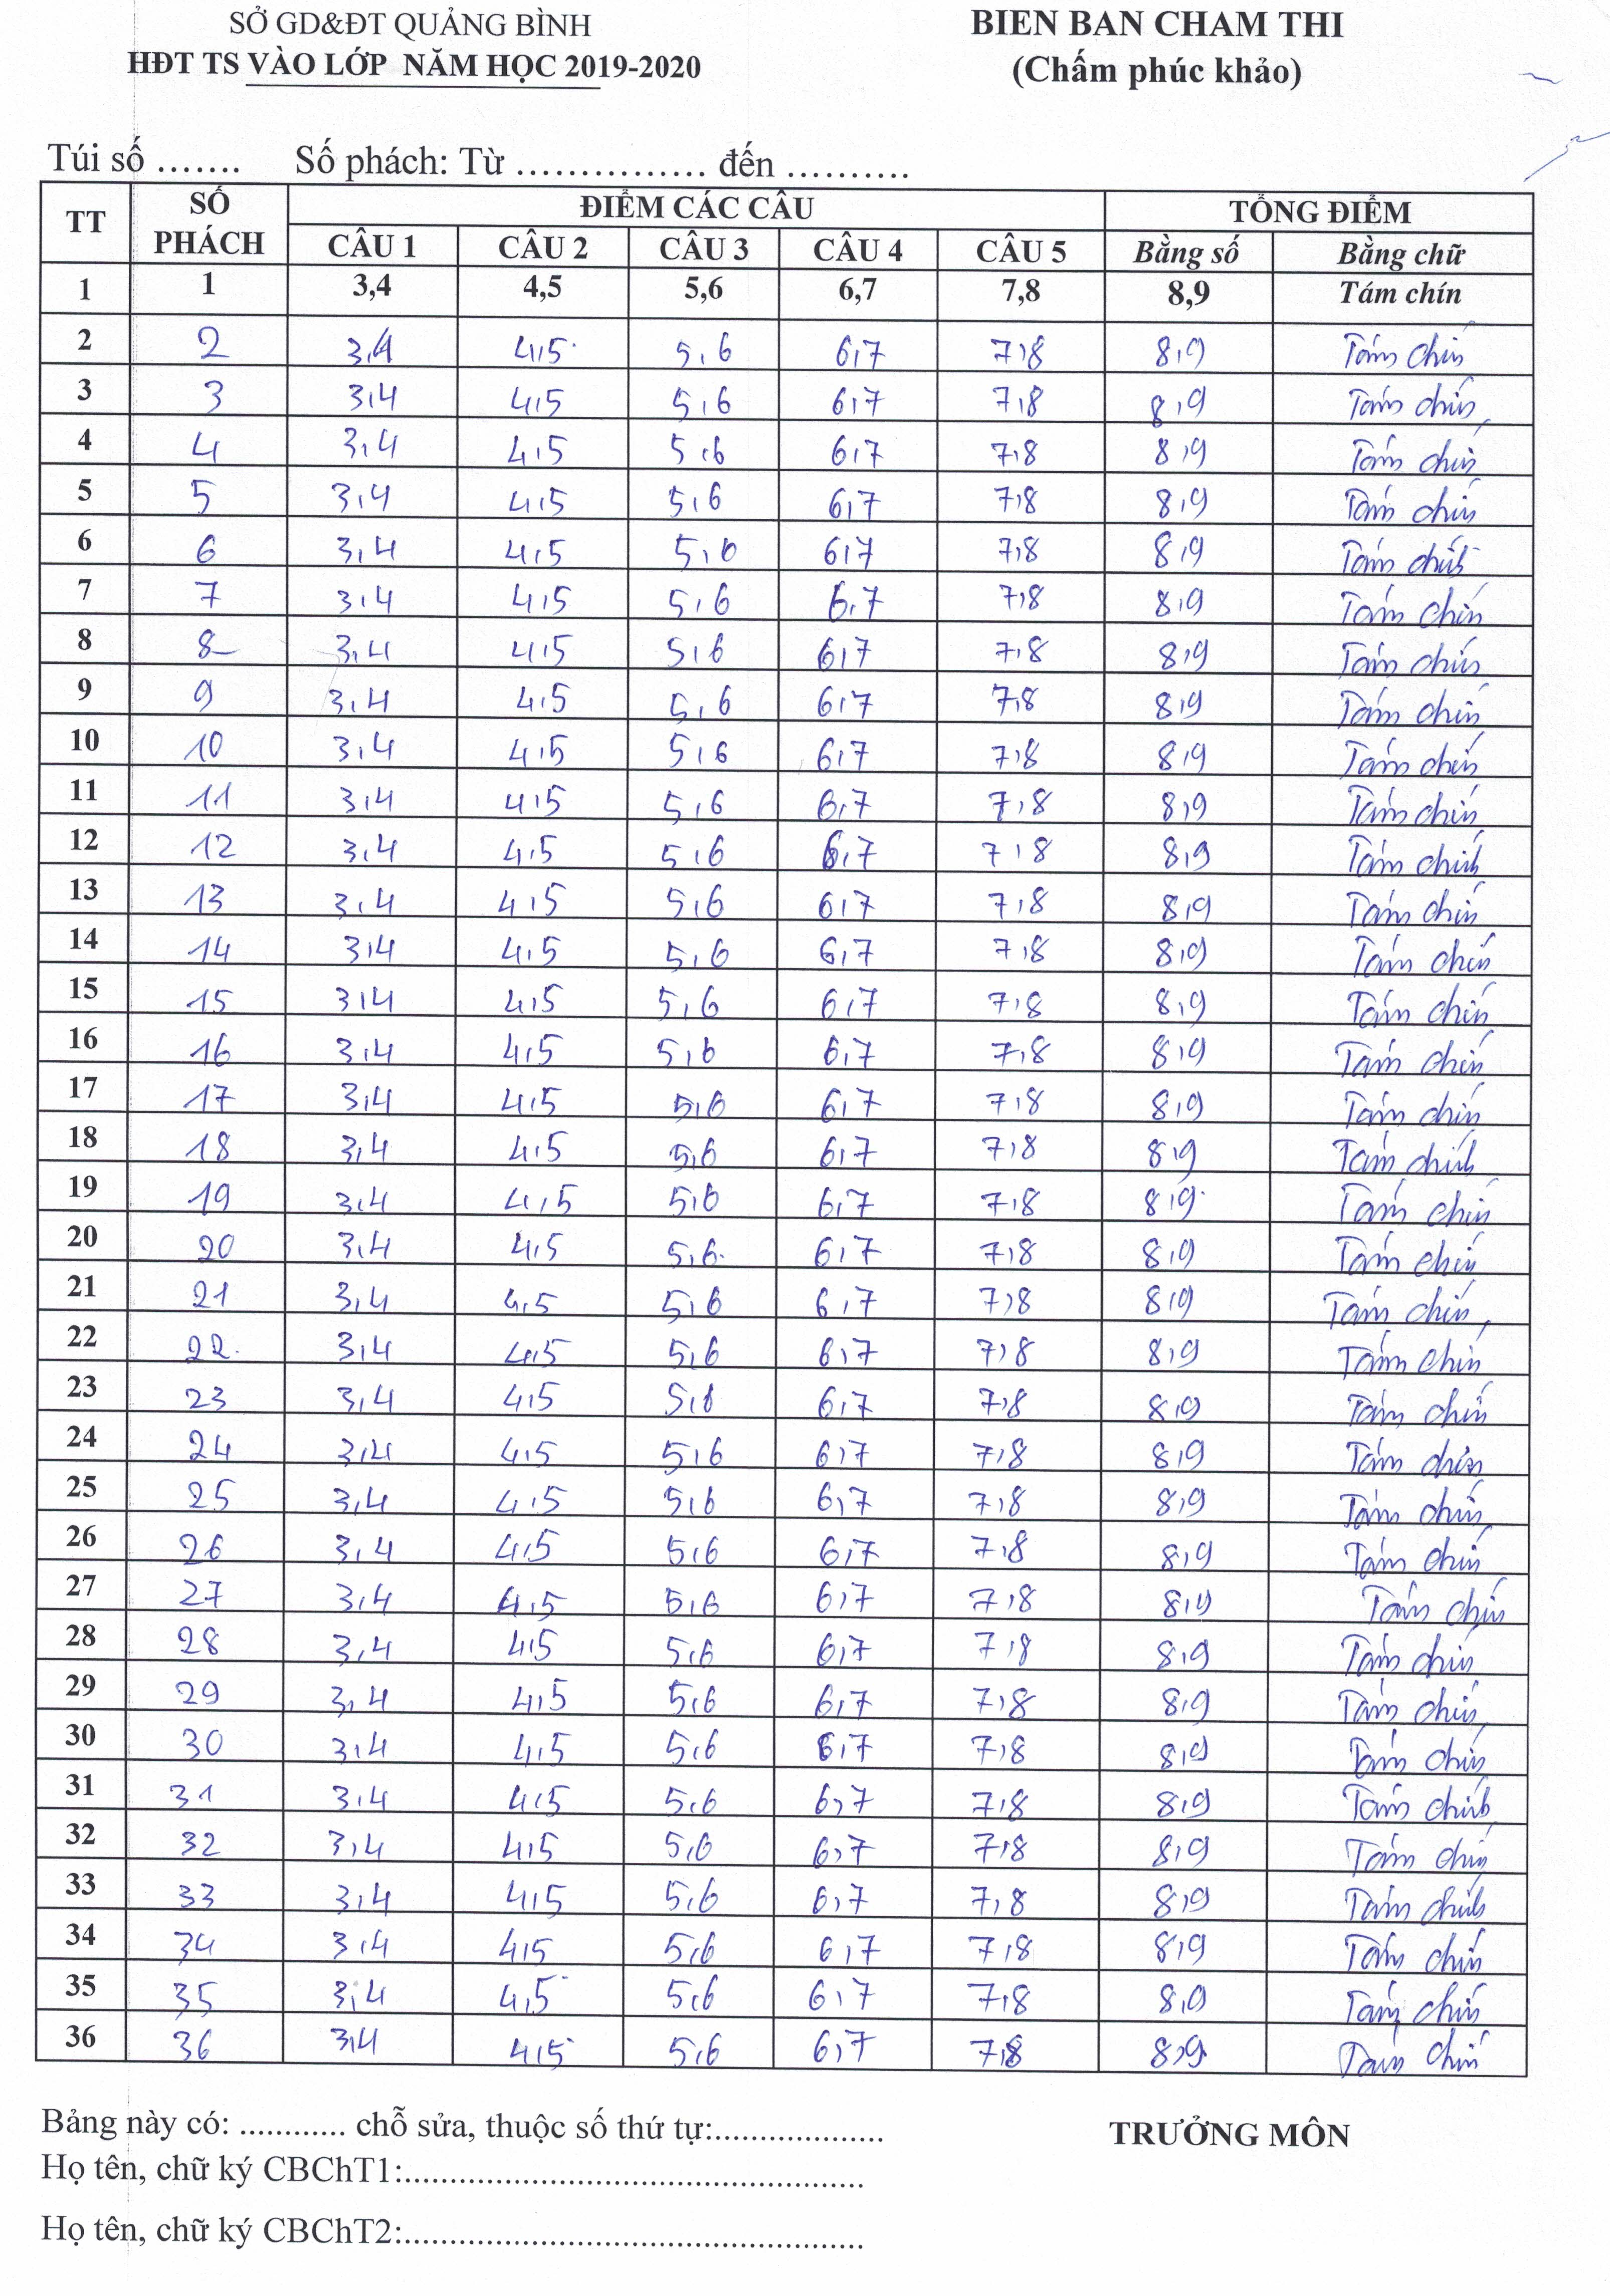 SỞ GD&ĐT QUẢNG BÌNH
HĐT TS VÀO LỚP NĂM HỌC 2019-2020
BIEN BAN CHAM THI
(Chấm phúc khảo)
Túi số ....... Số phách: Từ ............... đến ..........
TT SỐ PHÁCH ĐIỂM CÁC CÂU TỔNG ĐIỂM
CÂU 1 CÂU 2 CÂU 3 CÂU 4 CÂU 5 Bằng số Bằng chữ
1 1 3,4 4,5 5,6 6,7 7,8 8,9 Tám chín
2 2 3,4 4,5 5,6 6,7 7,8 8,9 Tám chín
3 3 3,4 4,5 5,6 6,7 7,8 8,9 Tám chín
4 4 3,4 4,5 5,6 6,7 7,8 8,9 Tám chín
5 5 3,4 4,5 5,6 6,7 7,8 8,9 Tám chín
6 6 3,4 4,5 5,6 6,7 7,8 8,9 Tám chín
7 7 3,4 4,5 5,6 6,7 7,8 8,9 Tám chín
8 8 3,4 4,5 5,6 6,7 7,8 8,9 Tám chín
9 9 3,4 4,5 5,6 6,7 7,8 8,9 Tám chín
10 10 3,4 4,5 5,6 6,7 7,8 8,9 Tám chín
11 11 3,4 4,5 5,6 6,7 7,8 8,9 Tám chín
12 12 3,4 4,5 5,6 6,7 7,8 8,9 Tám chín
13 13 3,4 4,5 5,6 6,7 7,8 8,9 Tám chín
14 14 3,4 4,5 5,6 6,7 7,8 8,9 Tám chín
15 15 3,4 4,5 5,6 6,7 7,8 8,9 Tám chín
16 16 3,4 4,5 5,6 6,7 7,8 8,9 Tám chín
17 17 3,4 4,5 5,6 6,7 7,8 8,9 Tám chín
18 18 3,4 4,5 5,6 6,7 7,8 8,9 Tám chín
19 19 3,4 4,5 5,6 6,7 7,8 8,9 Tám chín
20 20 3,4 4,5 5,6 6,7 7,8 8,9 Tám chín
21 21 3,4 4,5 5,6 6,7 7,8 8,9 Tám chín
22 22 3,4 4,5 5,6 6,7 7,8 8,9 Tám chín
23 23 3,4 4,5 5,6 6,7 7,8 8,9 Tám chín
24 24 3,4 4,5 5,6 6,7 7,8 8,9 Tám chín
25 25 3,4 4,5 5,6 6,7 7,8 8,9 Tám chín
26 26 3,4 4,5 5,6 6,7 7,8 8,9 Tám chín
27 27 3,4 4,5 5,6 6,7 7,8 8,9 Tám chín
28 28 3,4 4,5 5,6 6,7 7,8 8,9 Tám chín
29 29 3,4 4,5 5,6 6,7 7,8 8,9 Tám chín
30 30 3,4 4,5 5,6 6,7 7,8 8,9 Tám chín
31 31 3,4 4,5 5,6 6,7 7,8 8,9 Tám chín
32 32 3,4 4,5 5,6 6,7 7,8 8,9 Tám chín
33 33 3,4 4,5 5,6 6,7 7,8 8,9 Tám chín
34 34 3,4 4,5 5,6 6,7 7,8 8,9 Tám chín
35 35 3,4 4,5 5,6 6,7 7,8 8,9 Tám chín
36 36 3,4 4,5 5,6 6,7 7,8 8,9 Tám chín
Bảng này có: ............ chỗ sửa, thuộc số thứ tự:...................
TRƯỞNG MÔN
Họ tên, chữ ký CBChT1:....................................................
Họ tên, chữ ký CBChT2:....................................................